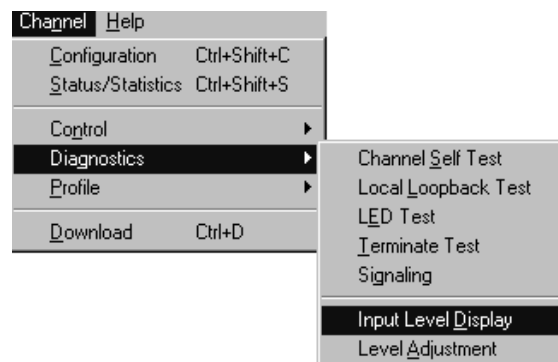 Channel Help
Configuration Ctrl+Shift+C
Status/Statistics Ctrl+Shift+S
Control
Diagnostics
Profile
Download Ctrl+D
Channel Self Test
Local Loopback Test
LED Test
Terminate Test
Signaling
Input Level Display
Level Adjustment